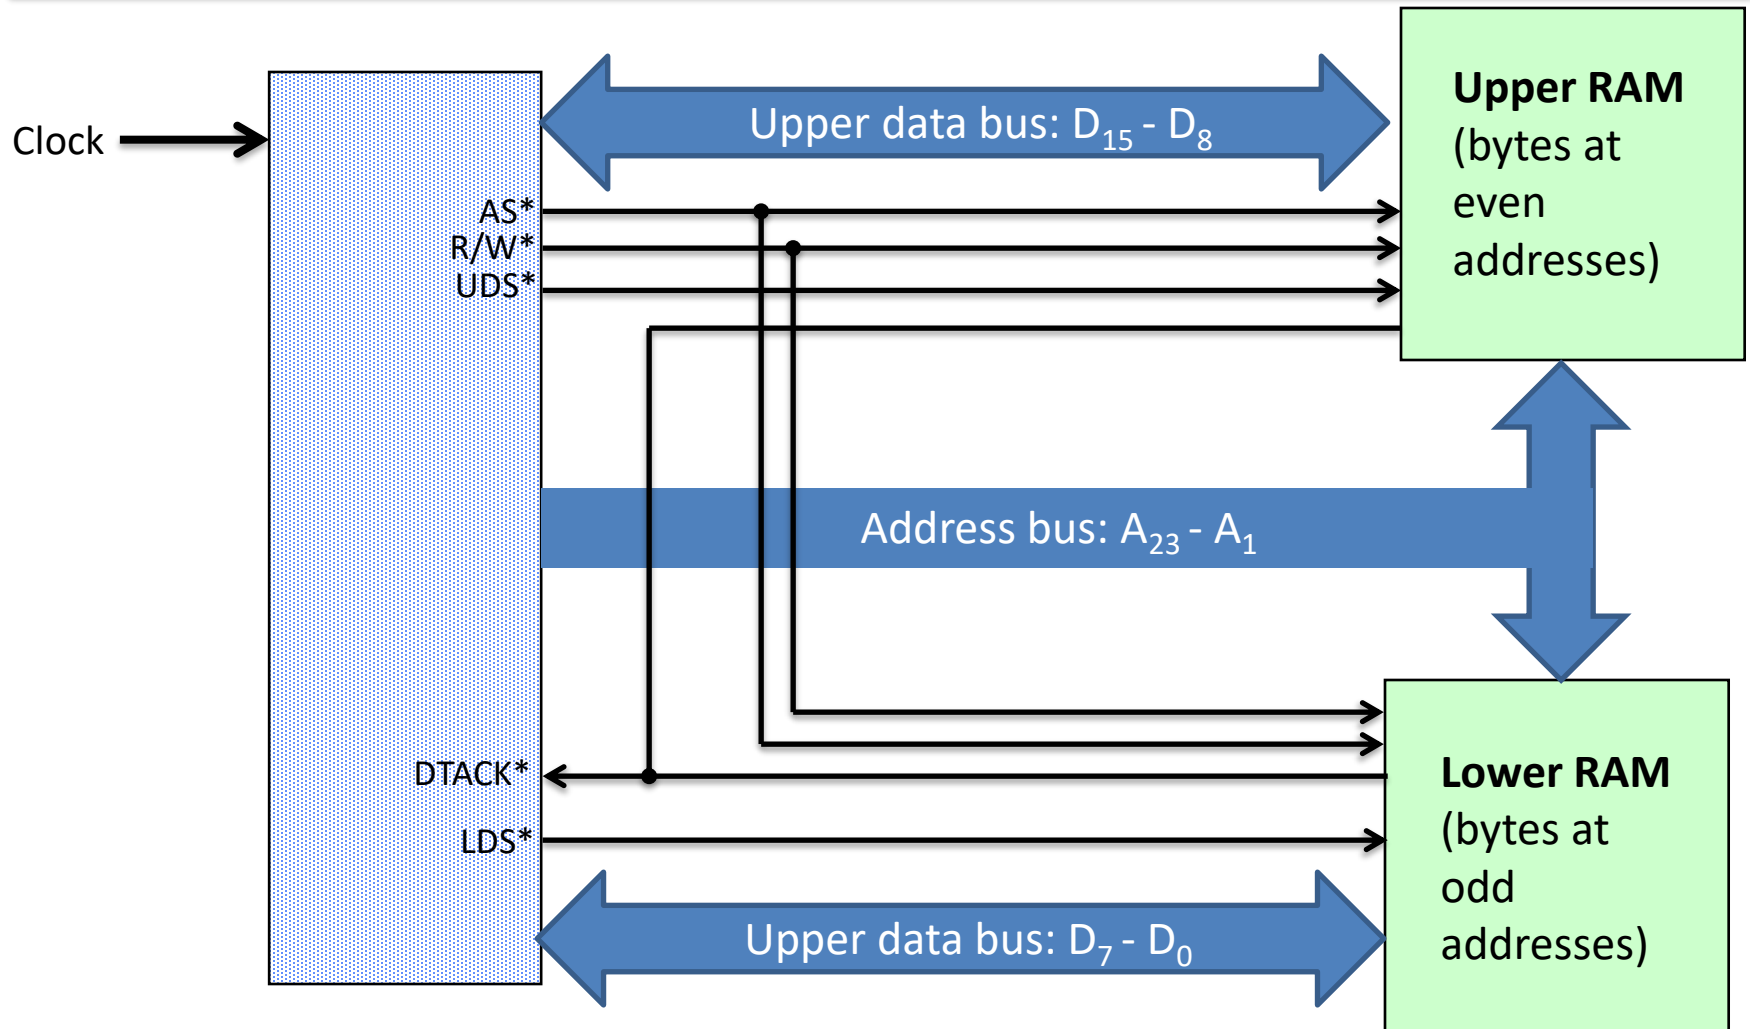 Clock
Upper data bus: D₁₅ - D₈
Upper RAM
(bytes at
even
addresses)
AS*
R/W*
UDS*
Address bus: A₂₃ - A₁
DTACK*
LDS*
Lower RAM
(bytes at
odd
addresses)
Upper data bus: D₇ - D₀